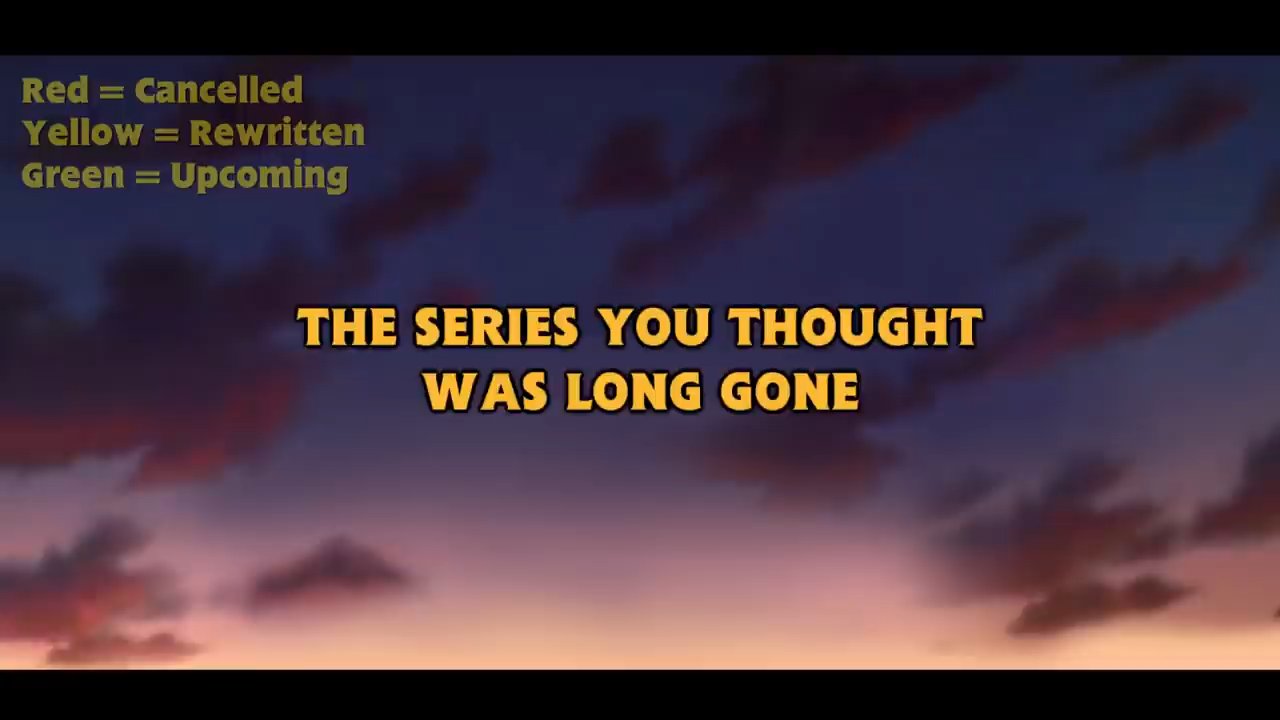 Red = Cancelled
Yellow = Rewritten
Green = Upcoming
THE SERIES YOU THOUGHT
WAS LONG GONE